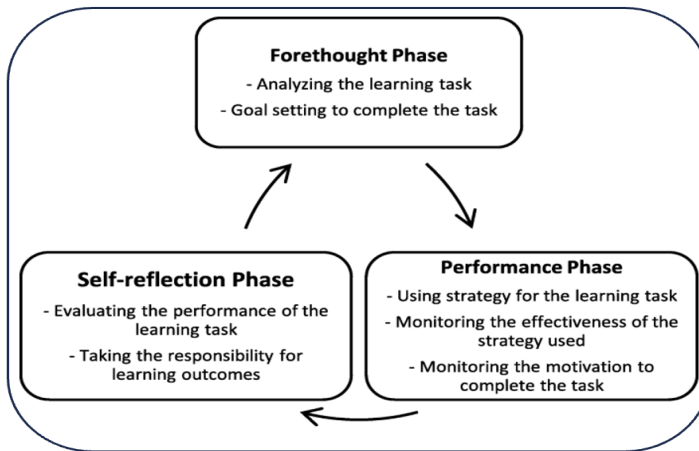 Forethought Phase
- Analyzing the learning task
- Goal setting to complete the task
Self-reflection Phase
- Evaluating the performance of the
learning task
- Taking the responsibility for
learning outcomes
Performance Phase
- Using strategy for the learning task
- Monitoring the effectiveness of the
strategy used
- Monitoring the motivation to
complete the task